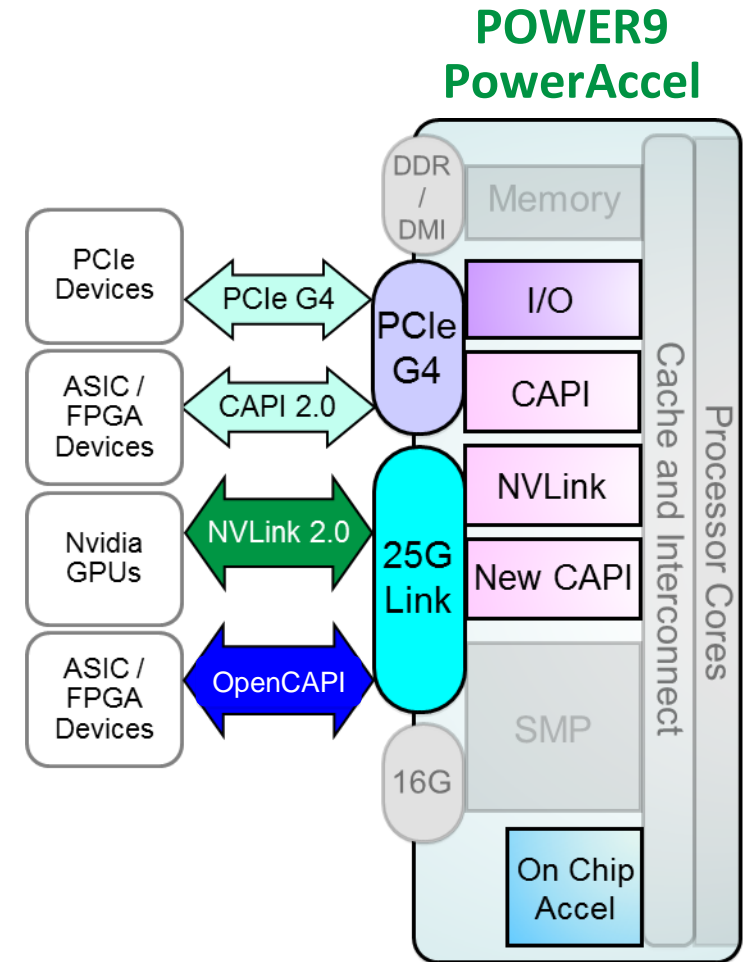 POWER9
PowerAccel
DDR
/
DMI
Memory
PCIe
Devices
PCIe G4
PCIe
G4
I/O
ASIC /
FPGA
Devices
CAPI 2.0
CAPI
Nvidia
GPUs
NVLink 2.0
25G
Link
NVLink
New CAPI
ASIC /
FPGA
Devices
OpenCAPI
SMP
16G
On Chip
Accel
Cache and Interconnect
Processor Cores